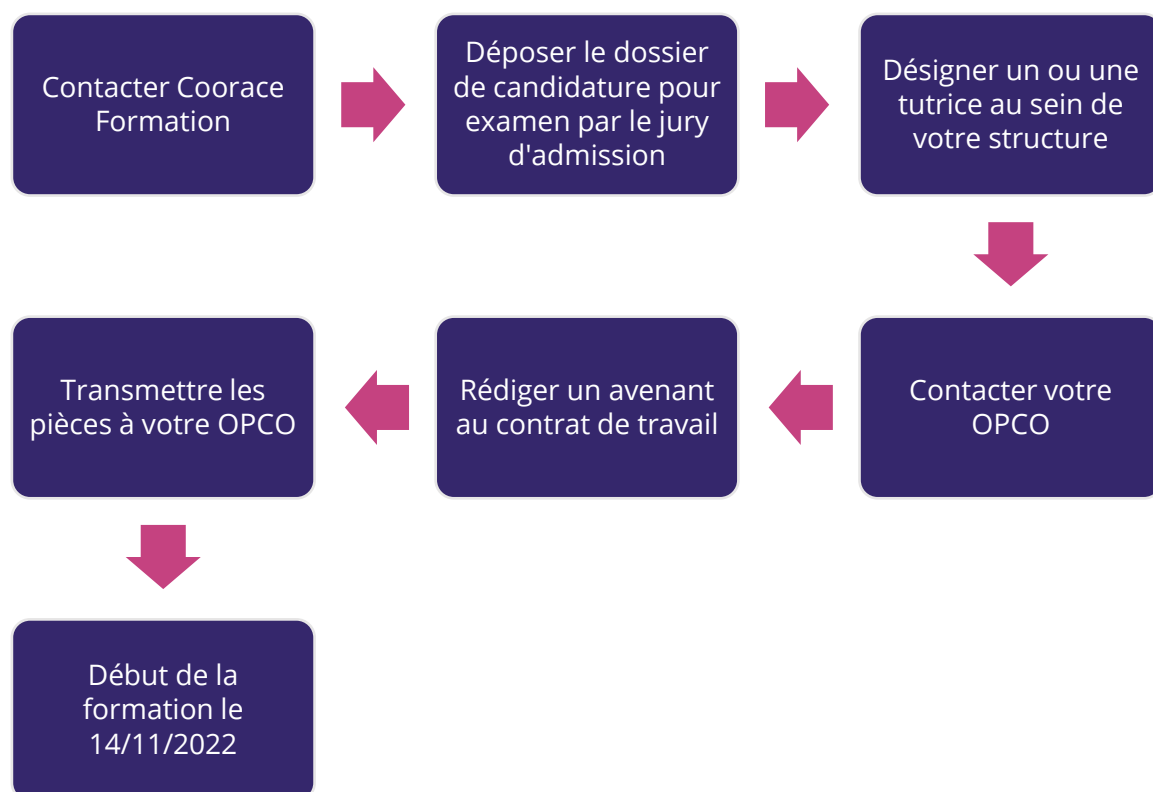 Contacter Coorace
Formation
Déposer le dossier
de candidature pour
examen par le jury
d'admission
Désigner un ou une
tutrice au sein de
votre structure
Contacter votre
OPCO
Rédiger un avenant
au contrat de travail
Transmettre les
pièces à votre OPCO
Début de la
formation le
14/11/2022